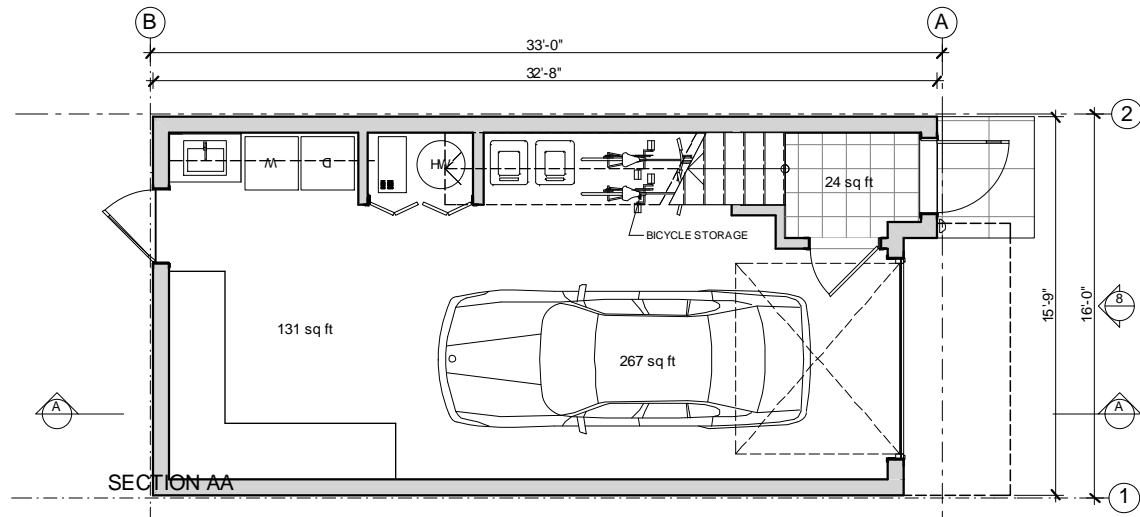 B
A
33'-0"
32'-8"
2
W
D
HW
24 sq ft
BICYCLE STORAGE
15'-9"
16'-0"
8
131 sq ft
267 sq ft
A
A
SECTION AA
1